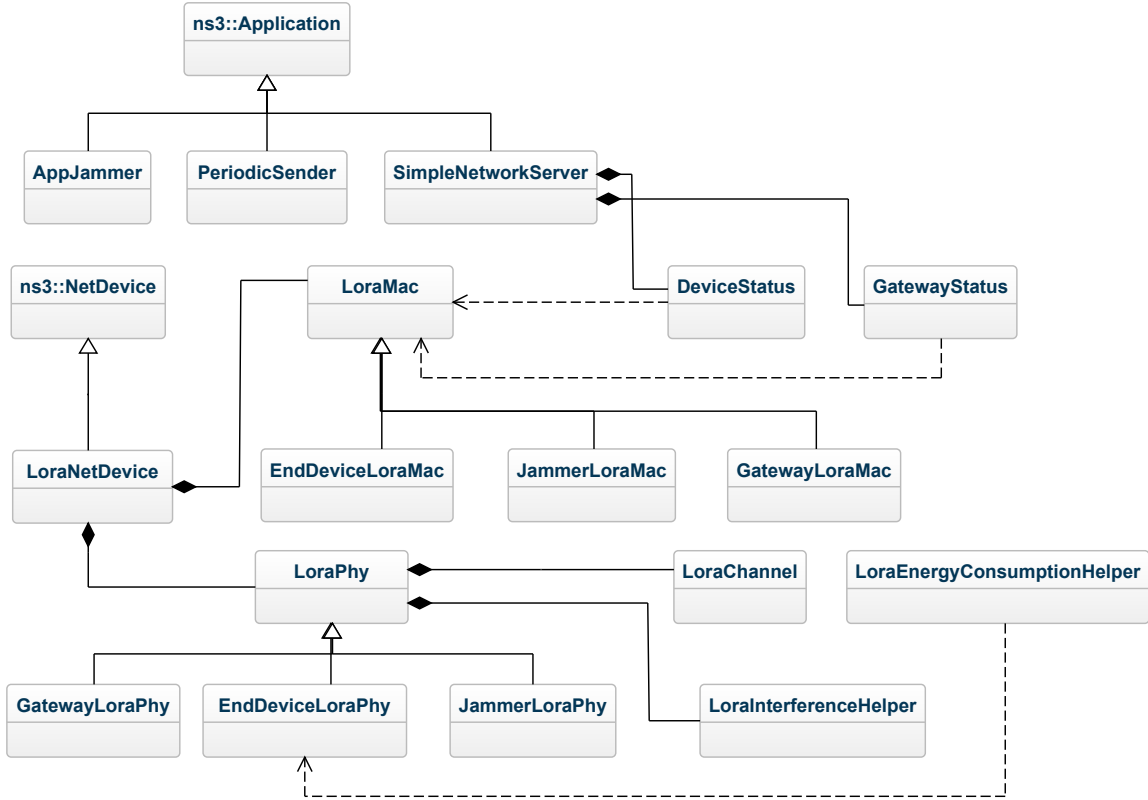 ns3::Application
AppJammer
PeriodicSender
SimpleNetworkServer
ns3::NetDevice
LoraMac
DeviceStatus
GatewayStatus
LoraNetDevice
EndDeviceLoraMac
JammerLoraMac
GatewayLoraMac
LoraPhy
LoraChannel
LoraEnergyConsumptionHelper
GatewayLoraPhy
EndDeviceLoraPhy
JammerLoraPhy
LoraInterferenceHelper